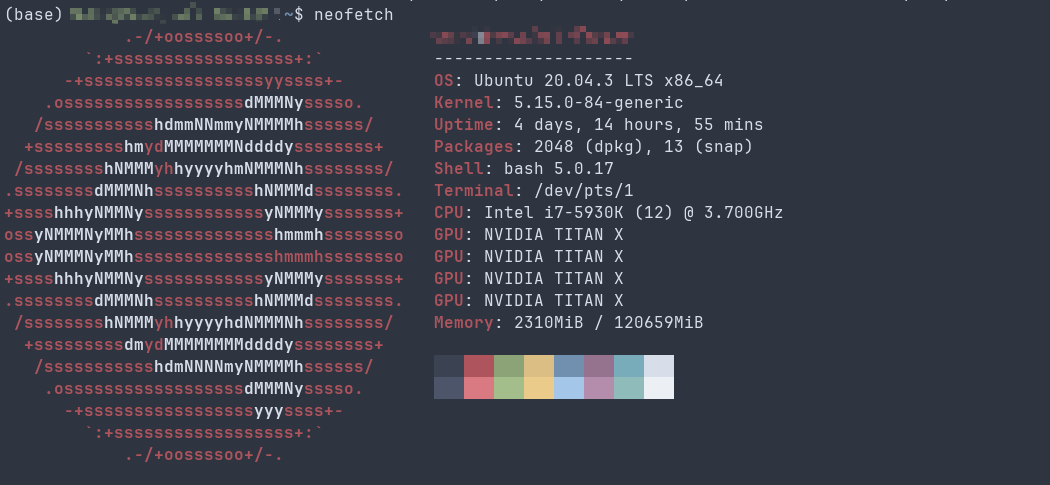 (base) ~$ neofetch
.-/+oossssoo+/-.
`:+ssssssssssssssssss+:` --------------------
-+ssssssssssssssssssyyssss+- OS: Ubuntu 20.04.3 LTS x86_64
.ossssssssssssssssssdMMMNysssso. Kernel: 5.15.0-84-generic
/ssssssssssshdmmNNmmyNMMMMhssssss/ Uptime: 4 days, 14 hours, 55 mins
+ssssssssshmydMMMMMMMNddddyssssssss+ Packages: 2048 (dpkg), 13 (snap)
/sssssssshNMMMyhhyyyyhmNMMMNhssssssss/ Shell: bash 5.0.17
.ssssssssdMMMNhsssssssssshNMMMdssssssss. Terminal: /dev/pts/1
+sssshhhyNMMNyssssssssssssyNMMMysssssss+ CPU: Intel i7-5930K (12) @ 3.700GHz
ossyNMMMNyMMhsssssssssssssshmmmhssssssso GPU: NVIDIA TITAN X
ossyNMMMNyMMhsssssssssssssshmmmhssssssso GPU: NVIDIA TITAN X
+sssshhhyNMMNyssssssssssssyNMMMysssssss+ GPU: NVIDIA TITAN X
.ssssssssdMMMNhsssssssssshNMMMdssssssss. GPU: NVIDIA TITAN X
/sssssssshNMMMyhhyyyyhdNMMMNhssssssss/ Memory: 2310MiB / 120659MiB
+sssssssssdmydMMMMMMMMddddyssssssss+
/ssssssssssshdmNNNNmyNMMMMhssssss/
.ossssssssssssssssssdMMMNysssso.
-+sssssssssssssssssyyyssss+-
`:+ssssssssssssssssss+:`
.-/+oossssoo+/-.